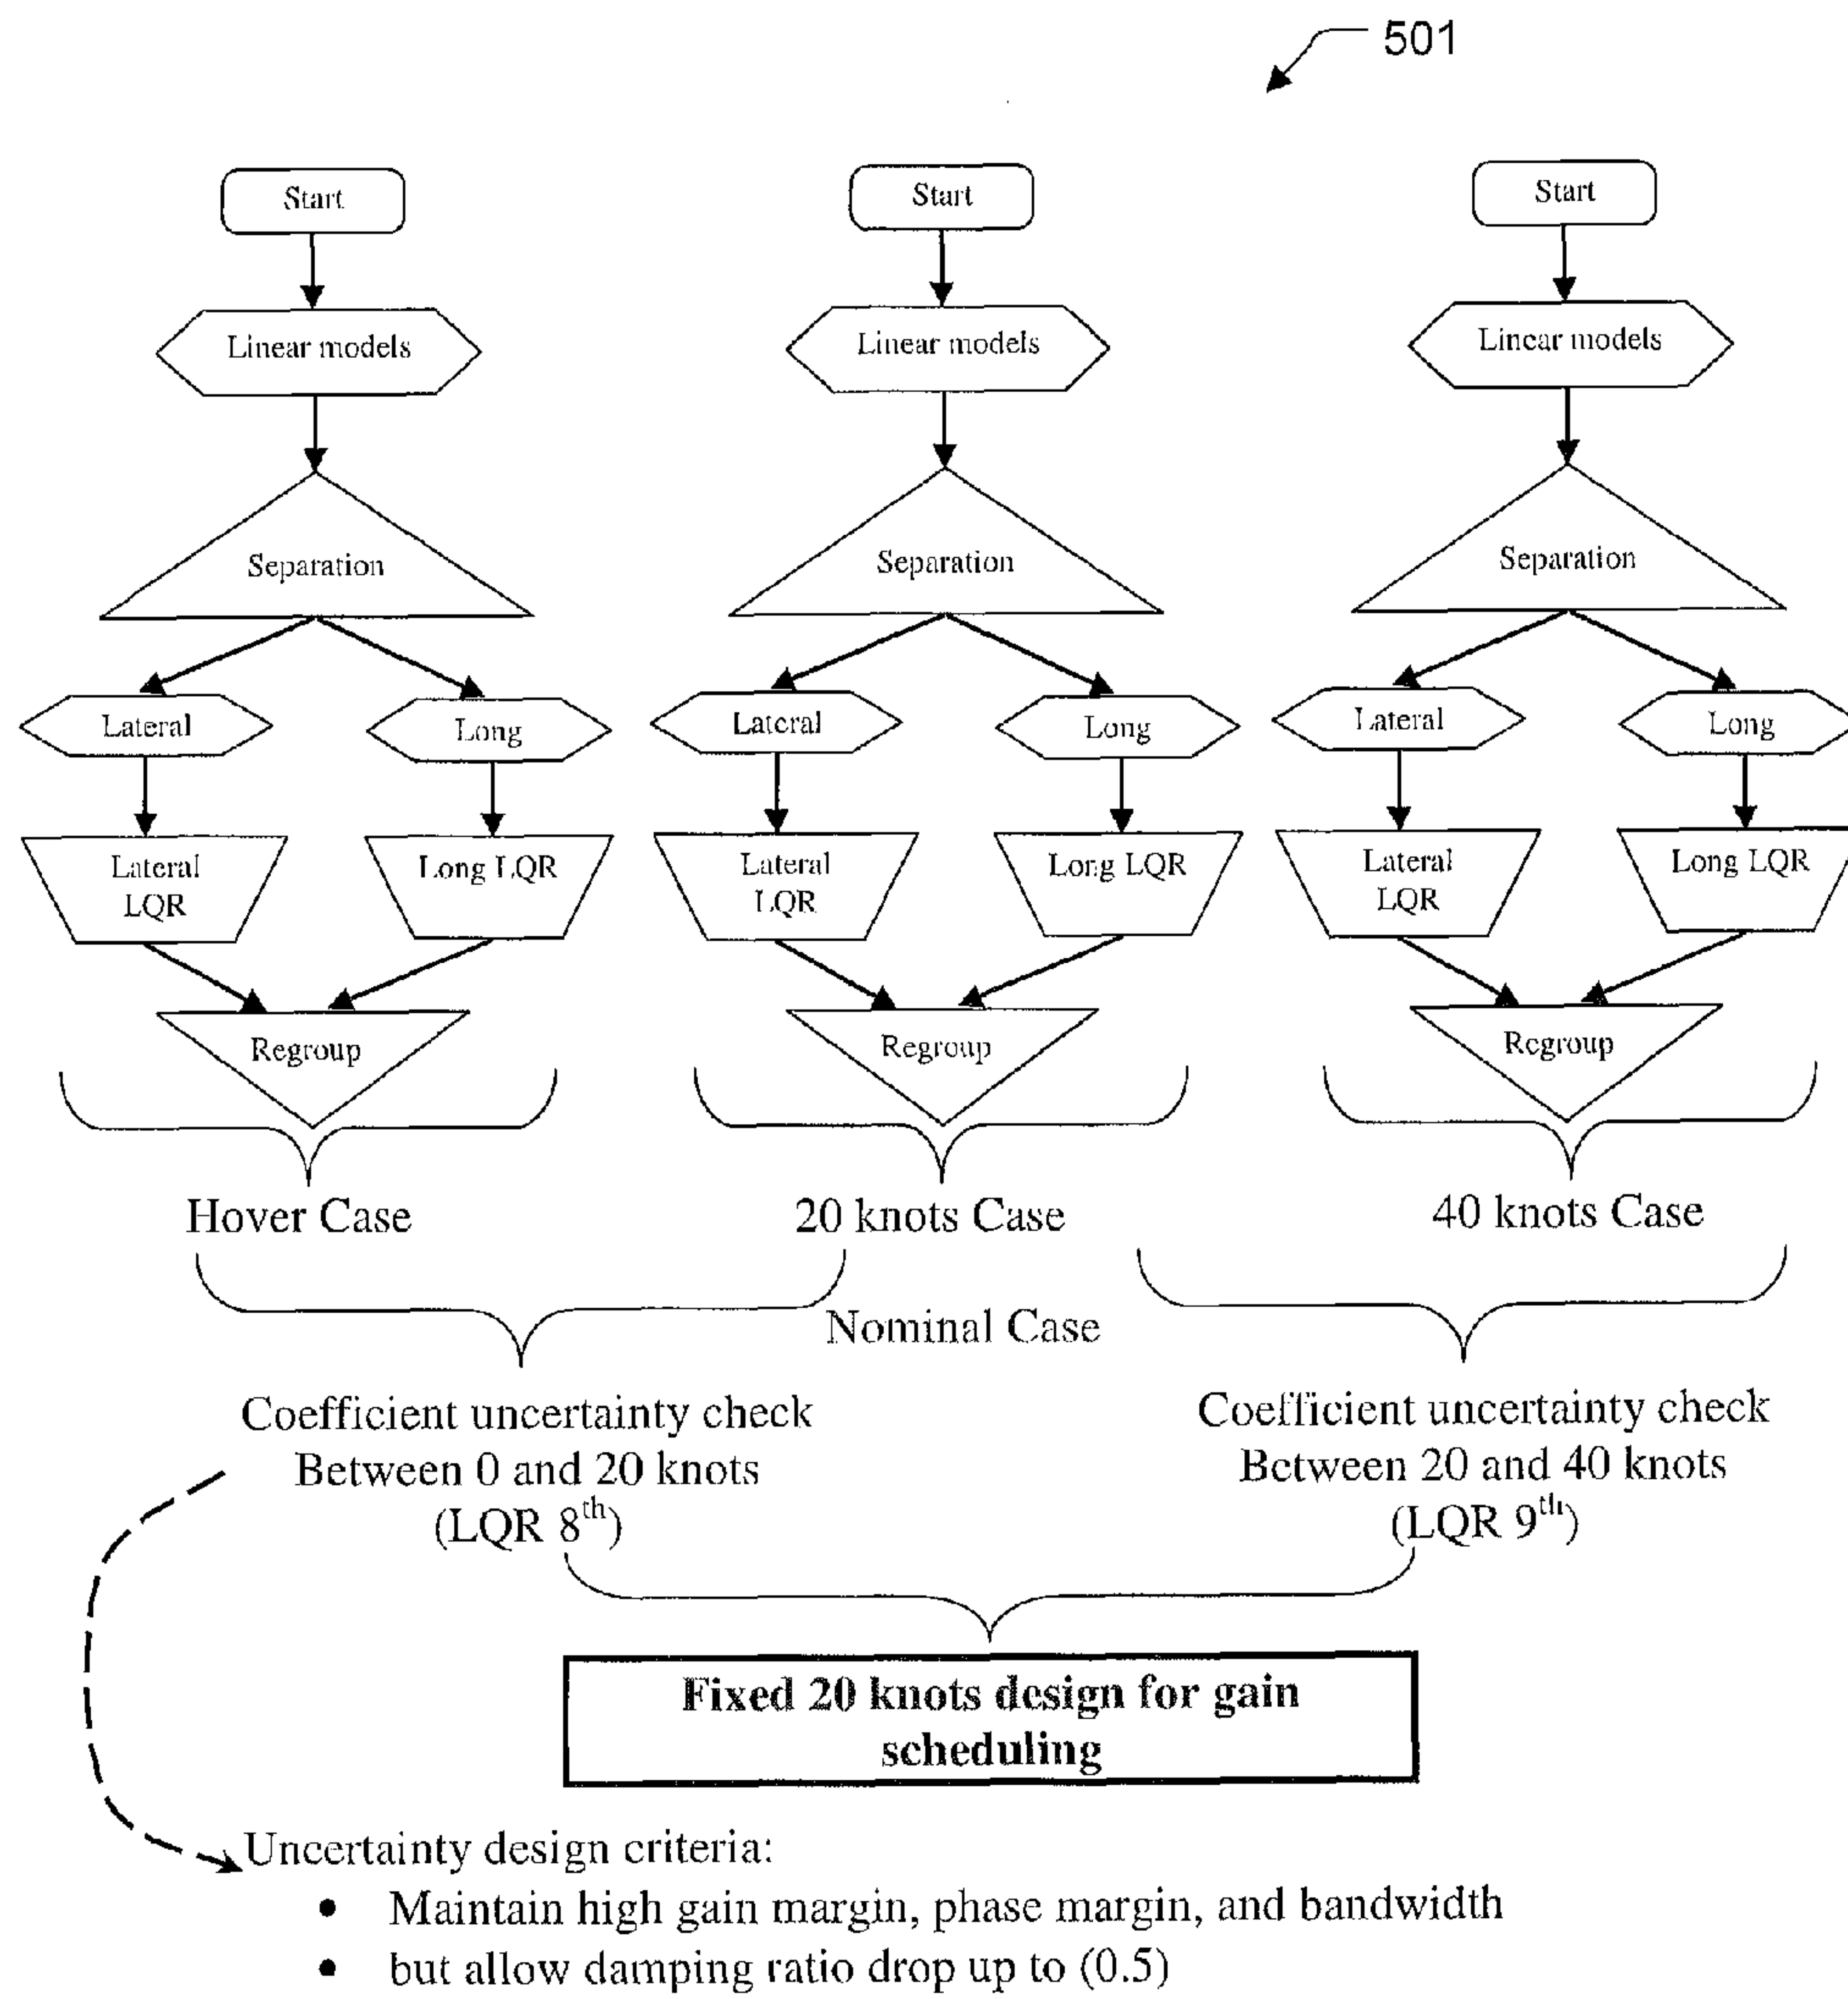 501
Start
Start
Start
Linear models
Linear models
Linear models
Separation
Separation
Separation
Lateral
Long
Lateral
Long
Lateral
Long
Lateral
LQR
Long LQR
Lateral
LQR
Long LQR
Lateral
LQR
Long LQR
Regroup
Regroup
Regroup
Hover Case
20 knots Case
40 knots Case
Nominal Case
Coefficient uncertainty check
Between 0 and 20 knots
(LQR 8th)
Coefficient uncertainty check
Between 20 and 40 knots
(LQR 9th)
Fixed 20 knots design for gain
scheduling
Uncertainty design criteria:
• Maintain high gain margin, phase margin, and bandwidth
• but allow damping ratio drop up to (0.5)